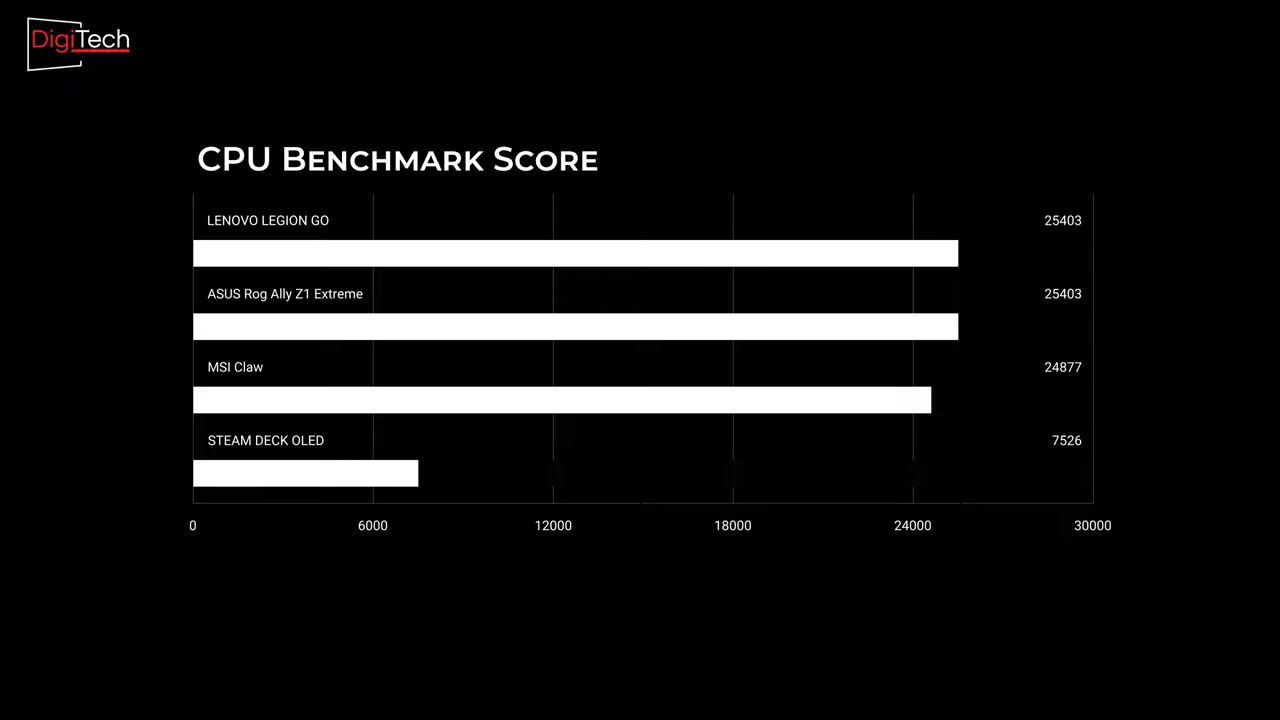 DigiTech
CPU BENCHMARK SCORE
LENOVO LEGION GO 25403
ASUS Rog Ally Z1 Extreme 25403
MSI Claw 24877
STEAM DECK OLED 7526
0 6000 12000 18000 24000 30000